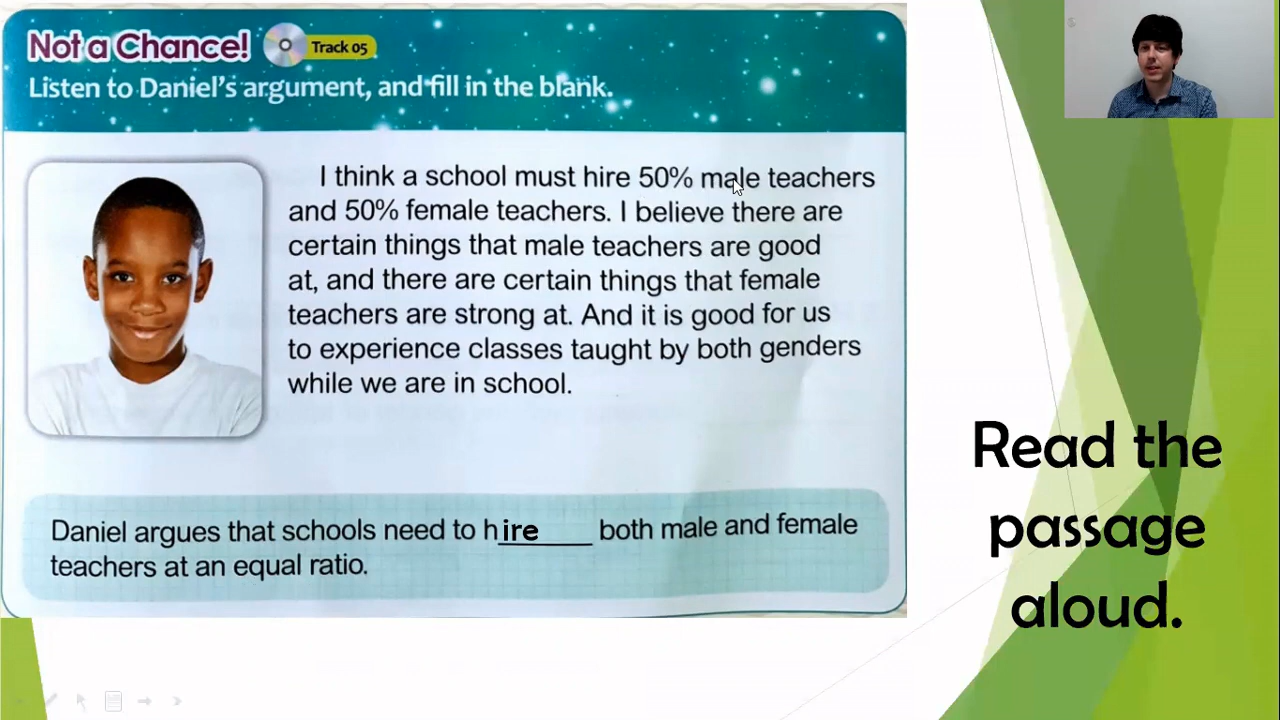 Not a Chance!
Track 05
Listen to Daniel's argument, and fill in the blank.
I think a school must hire 50% male teachers
and 50% female teachers. I believe there are
certain things that male teachers are good
at, and there are certain things that female
teachers are strong at. And it is good for us
to experience classes taught by both genders
while we are in school.
Daniel argues that schools need to hire both male and female
teachers at an equal ratio.
Read the
passage
aloud.